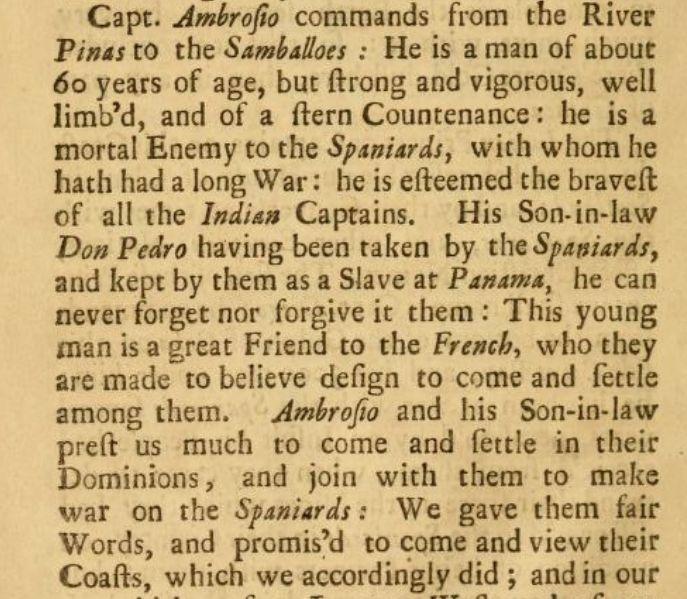 Capt. Ambroſio commands from the River
Pinas to the Samballoes : He is a man of about
60 years of age, but ſtrong and vigorous, well
limb'd, and of a ſtern Countenance: he is a
mortal Enemy to the Spaniards, with whom he
hath had a long War: he is eſteemed the braveſt
of all the Indian Captains. His Son-in-law
Don Pedro having been taken by the Spaniards,
and kept by them as a Slave at Panama, he can
never forget nor forgive it them : This young
man is a great Friend to the French, who they
are made to believe deſign to come and ſettle
among them. Ambroſio and his Son-in-law
preſt us much to come and ſettle in their
Dominions, and join with them to make
war on the Spaniards: We gave them fair
Words, and promis'd to come and view their
Coaſts, which we accordingly did ; and in our